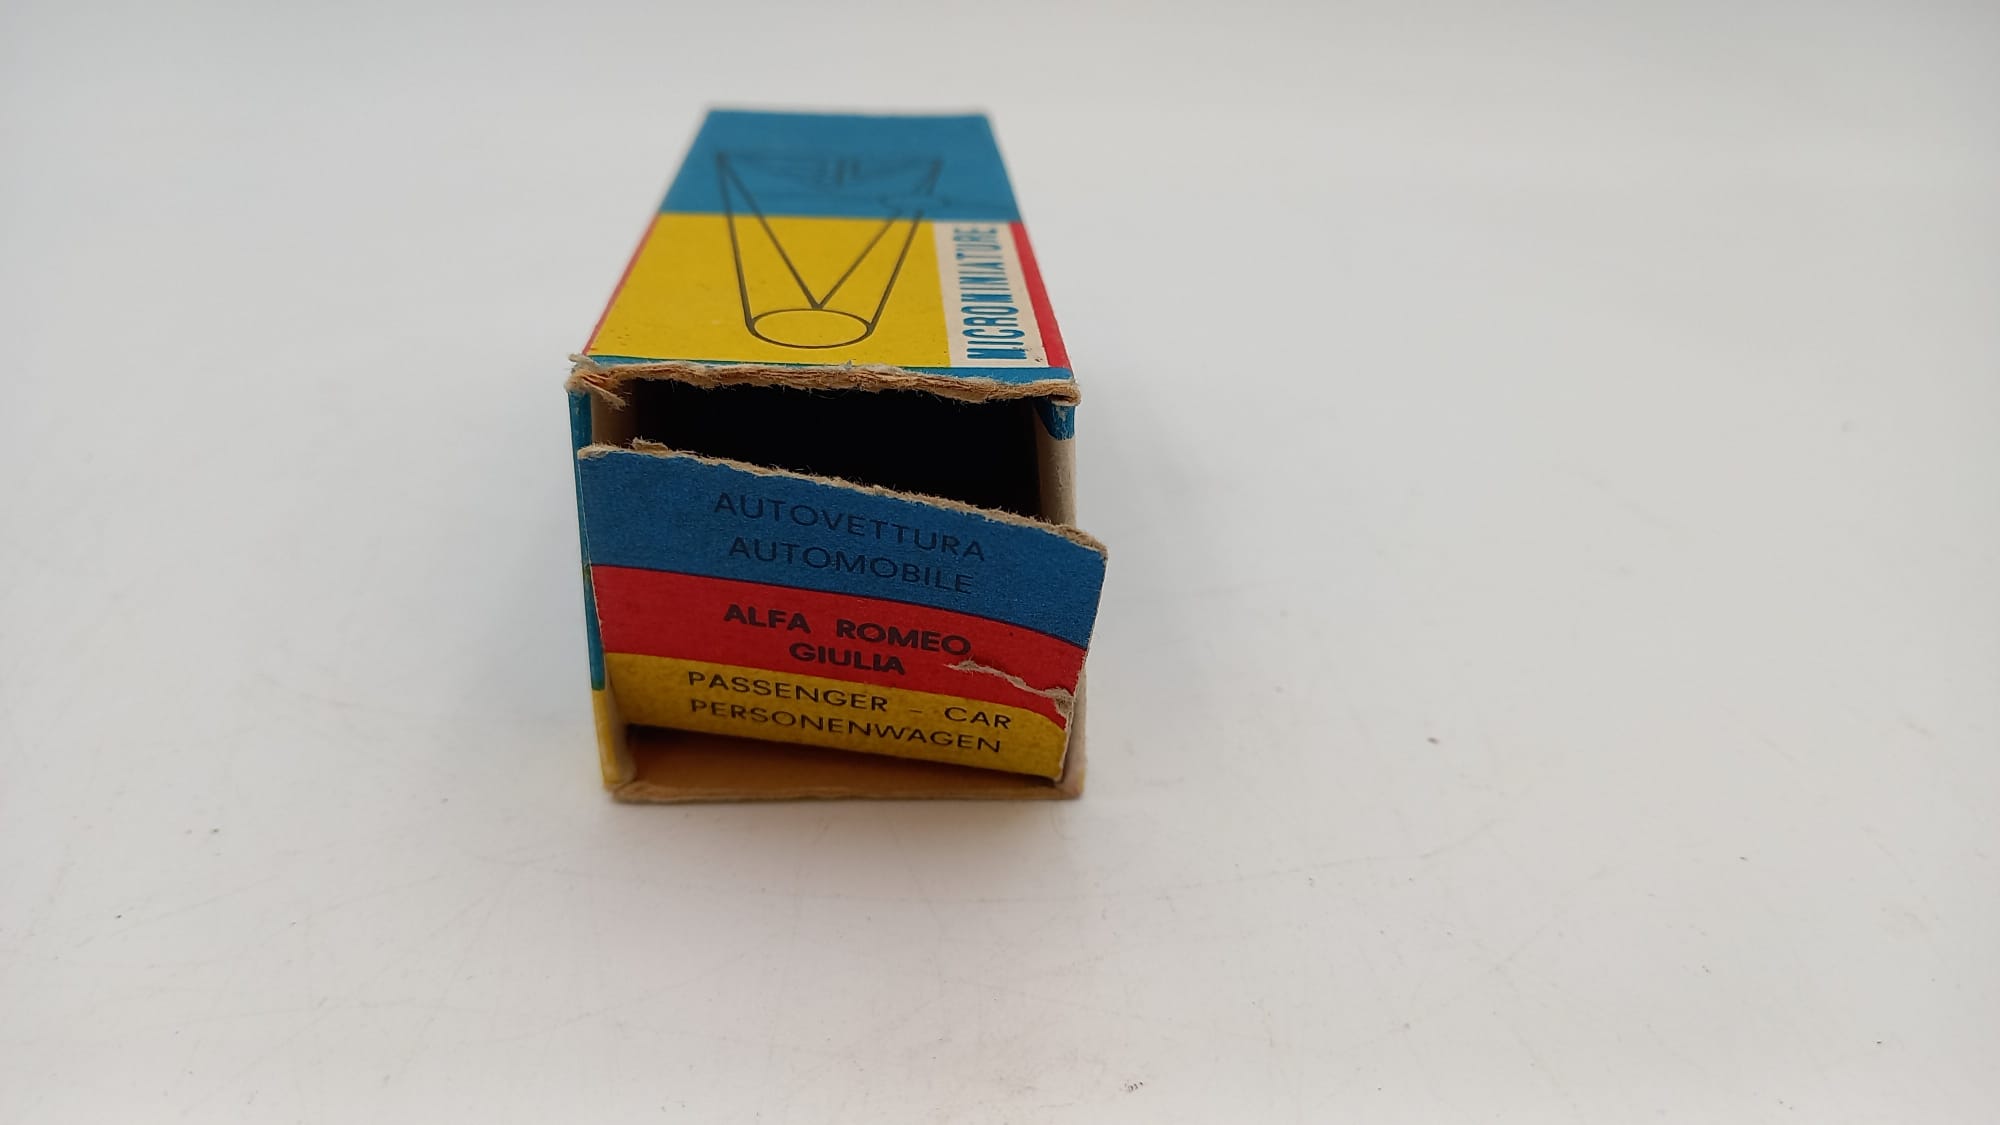 MICROMINIATURE
AUTOVETTURA
AUTOMOBILE
ALFA ROMEO
GIULIA
PASSENGER - CAR
PERSONENWAGEN